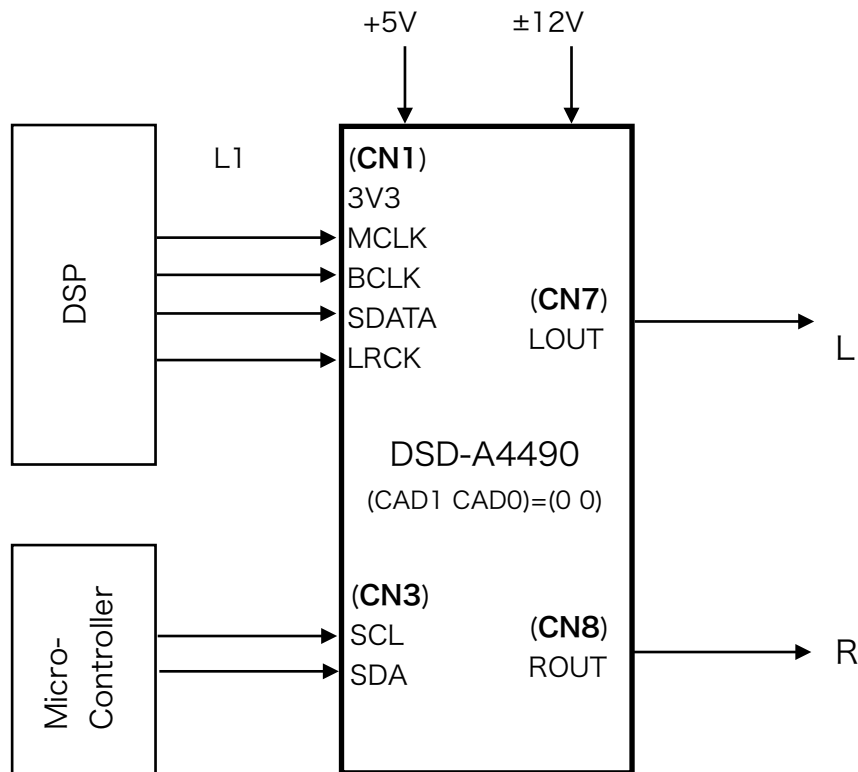 +5V
±12V
DSP
L1
(CN1)
3V3
MCLK
BCLK
SDATA
LRCK
(CN7)
LOUT
L
DSD-A4490
(CAD1 CAD0)=(0 0)
Micro-
Controller
(CN3)
SCL
SDA
(CN8)
ROUT
R